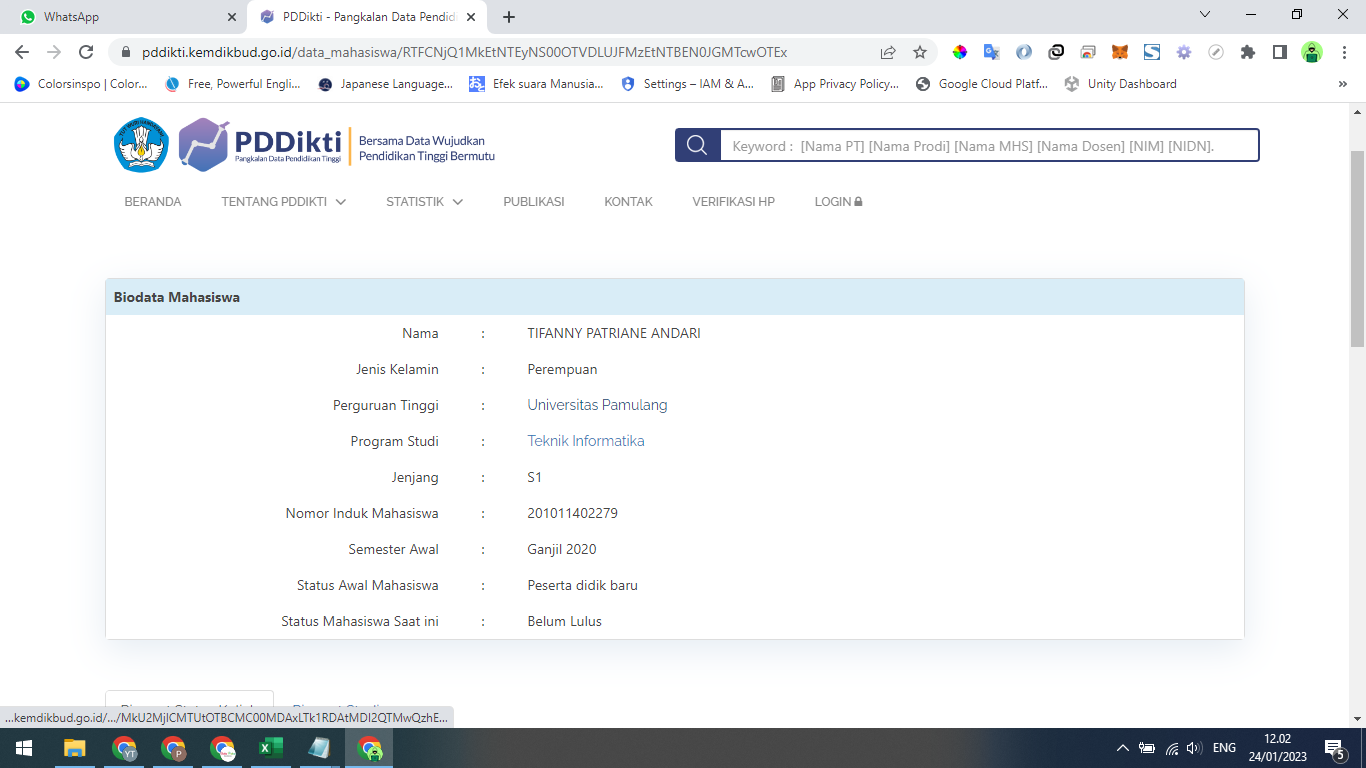 WhatsApp
PDDikti - Pangkalan Data Pendidi
pddikti.kemdikbud.go.id/data_mahasiswa/RTFCNjQ1MkEtNTEyNS00OTVDLUJFMzEtNTBEN0JGMTcwOTEx
Colorsinspo | Color...
Free, Powerful Engli...
Japanese Language...
Efek suara Manusia...
Settings – IAM & A...
App Privacy Policy...
Google Cloud Platf...
Unity Dashboard
»
PDDikti
Pangkalan Data Pendidikan Tinggi
Bersama Data Wujudkan
Pendidikan Tinggi Bermutu
Keyword : [Nama PT] [Nama Prodi] [Nama MHS] [Nama Dosen] [NIM] [NIDN].
BERANDA
TENTANG PDDIKTI
STATISTIK
PUBLIKASI
KONTAK
VERIFIKASI HP
LOGIN
Biodata Mahasiswa
Nama : TIFANNY PATRIANE ANDARI
Jenis Kelamin : Perempuan
Perguruan Tinggi : Universitas Pamulang
Program Studi : Teknik Informatika
Jenjang : S1
Nomor Induk Mahasiswa : 201011402279
Semester Awal : Ganjil 2020
Status Awal Mahasiswa : Peserta didik baru
Status Mahasiswa Saat ini : Belum Lulus
YT
P
ENG
12.02
24/01/2023
5